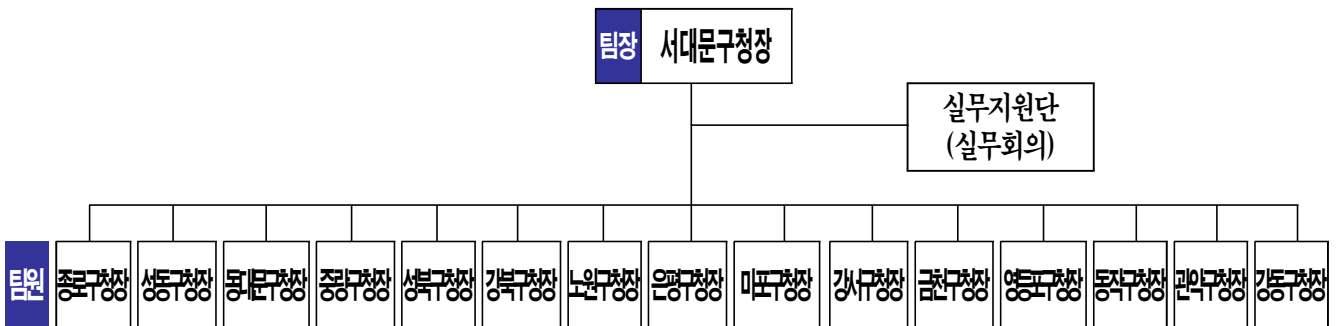 팀장 서대문구청장
실무지원단
(실무회의)
팀원 종로구청장 성동구청장 동대문구청장 중랑구청장 성북구청장 강북구청장 노원구청장 은평구청장 마포구청장 강서구청장 금천구청장 영등포구청장 동작구청장 관악구청장 강동구청장